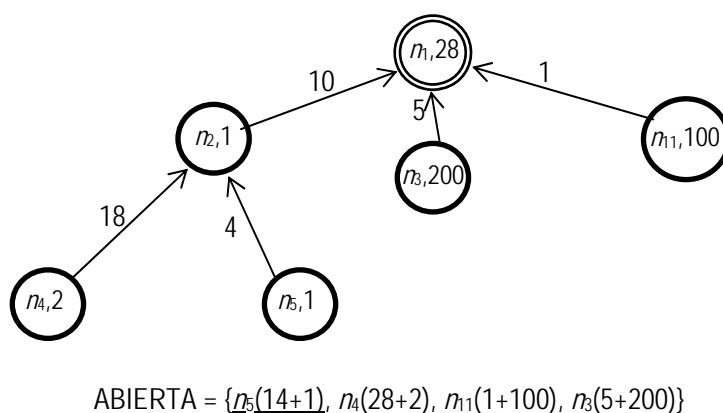 n1,28
10
1
5
n2,1
n11,100
n3,200
18
4
n4,2
n5,1
ABIERTA = {n5(14+1), n4(28+2), n11(1+100), n3(5+200)}